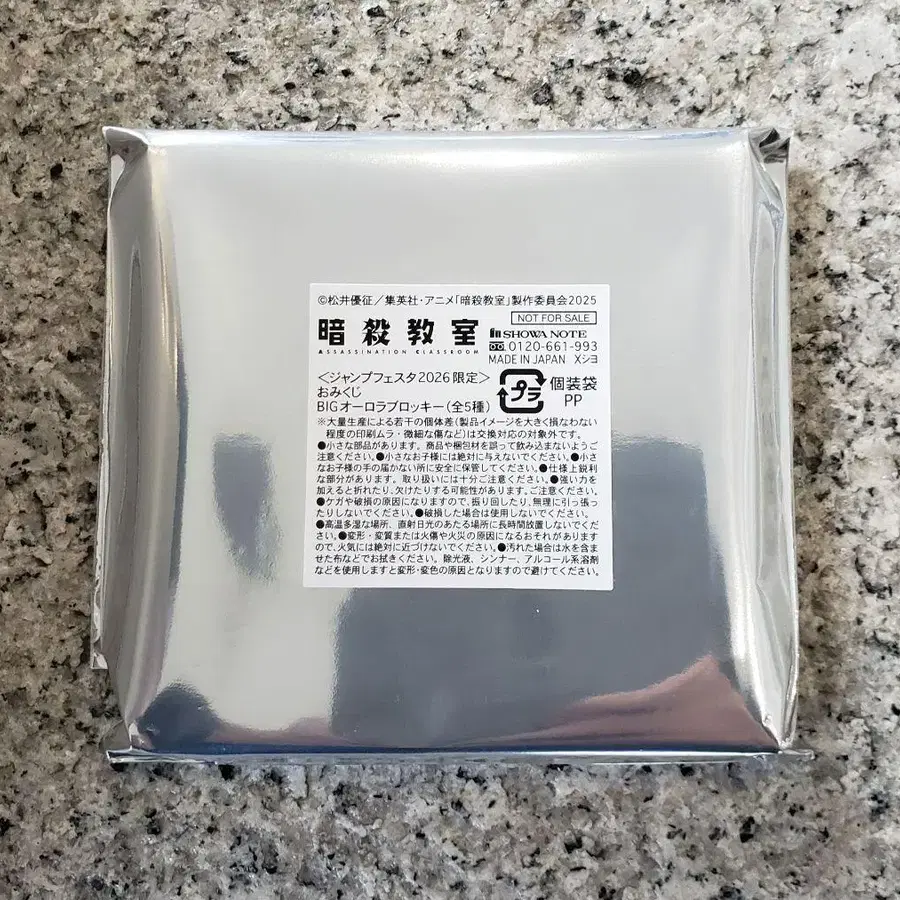 ©松井優征／集英社・アニメ「暗殺教室」製作委員会2025
NOT FOR SALE
暗殺教室
ASSASSINATION CLASSROOM
SHOWA NOTE
0120-661-993
MADE IN JAPAN Xシヨ
＜ジャンプフェスタ2026限定＞
おみくじ
BIGオーロラブロッキー（全5種）
プラ
個装袋
PP
※大量生産による若干の個体差（製品イメージを大きく損なわない
程度の印刷ムラ・微細な傷など）は交換対応の対象外です。
●小さな部品があります。商品や梱包材を誤って飲み込まないようご
注意ください。●小さなお子様には絶対に与えないでください。●小さ
なお子様の手の届かない所に安全に保管してください。●仕様上鋭利
な部分があります。取り扱いには十分ご注意ください。●強い力を
加えると折れたり、欠けたりする可能性があります。ご注意ください。
●ケガや破損の原因になりますので、振り回したり、無理に引っ張っ
たりしないでください。●破損した場合は使用しないでください。
●高温多湿な場所、直射日光のあたる場所に長時間放置しないでくだ
さい。●変形・変質または火傷や火災の原因になるおそれがあります
ので、火気には絶対に近づけないでください。●汚れた場合は水を含ま
せた布などでお拭きください。除光液、シンナー、アルコール系溶剤
などを使用しますと変形・変色の原因となりますので避けてください。